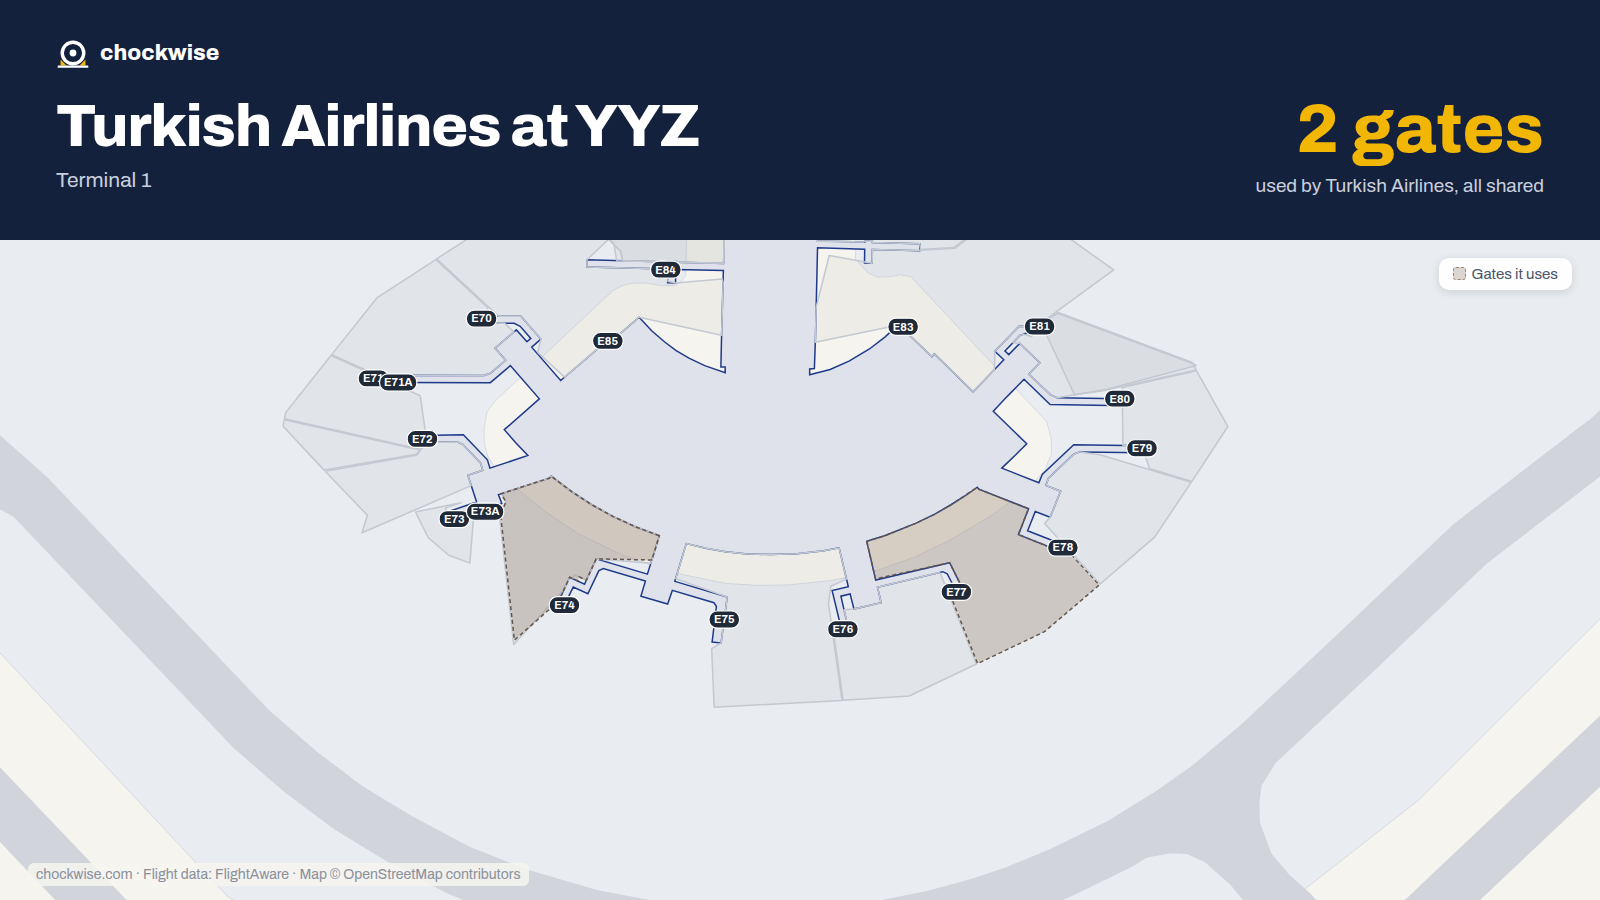 chockwise
Turkish Airlines at YYZ
Terminal 1
2 gates
used by Turkish Airlines, all shared
Gates it uses
E84
E70
E85
E83
E81
E71
E71A
E80
E72
E79
E73
E73A
E78
E74
E77
E75
E76
chockwise.com · Flight data: FlightAware · Map © OpenStreetMap contributors